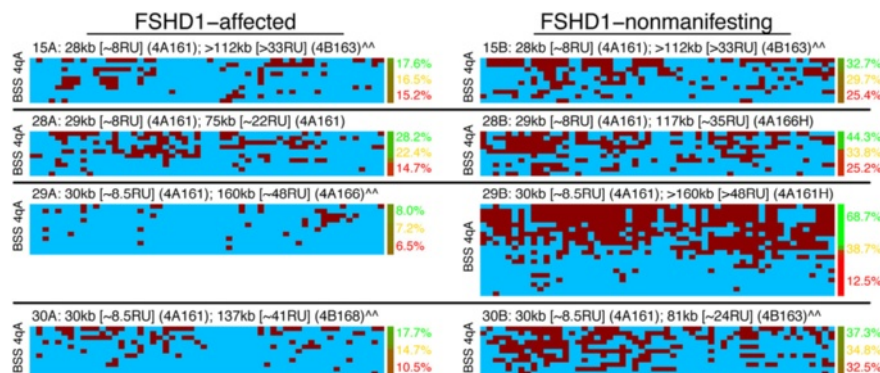 FSHD1−affected
FSHD1−nonmanifesting
15A: 28kb [~8RU] (4A161); >112kb [>33RU] (4B163)^^
BSS 4qA
17.6%
16.5%
15.2%
15B: 28kb [~8RU] (4A161); >112kb [>33RU] (4B163)^^
BSS 4qA
32.7%
29.7%
25.4%
28A: 29kb [~8RU] (4A161); 75kb [~22RU] (4A161)
BSS 4qA
28.2%
22.4%
14.7%
28B: 29kb [~8RU] (4A161); 117kb [~35RU] (4A166H)
BSS 4qA
44.3%
33.8%
25.2%
29A: 30kb [~8.5RU] (4A161); 160kb [~48RU] (4A166)^^
BSS 4qA
8.0%
7.2%
6.5%
29B: 30kb [~8.5RU] (4A161); >160kb [>48RU] (4A161H)
BSS 4qA
68.7%
38.7%
12.5%
30A: 30kb [~8.5RU] (4A161); 137kb [~41RU] (4B168)^^
BSS 4qA
17.7%
14.7%
10.5%
30B: 30kb [~8.5RU] (4A161); 81kb [~24RU] (4B163)^^
BSS 4qA
37.3%
34.8%
32.5%